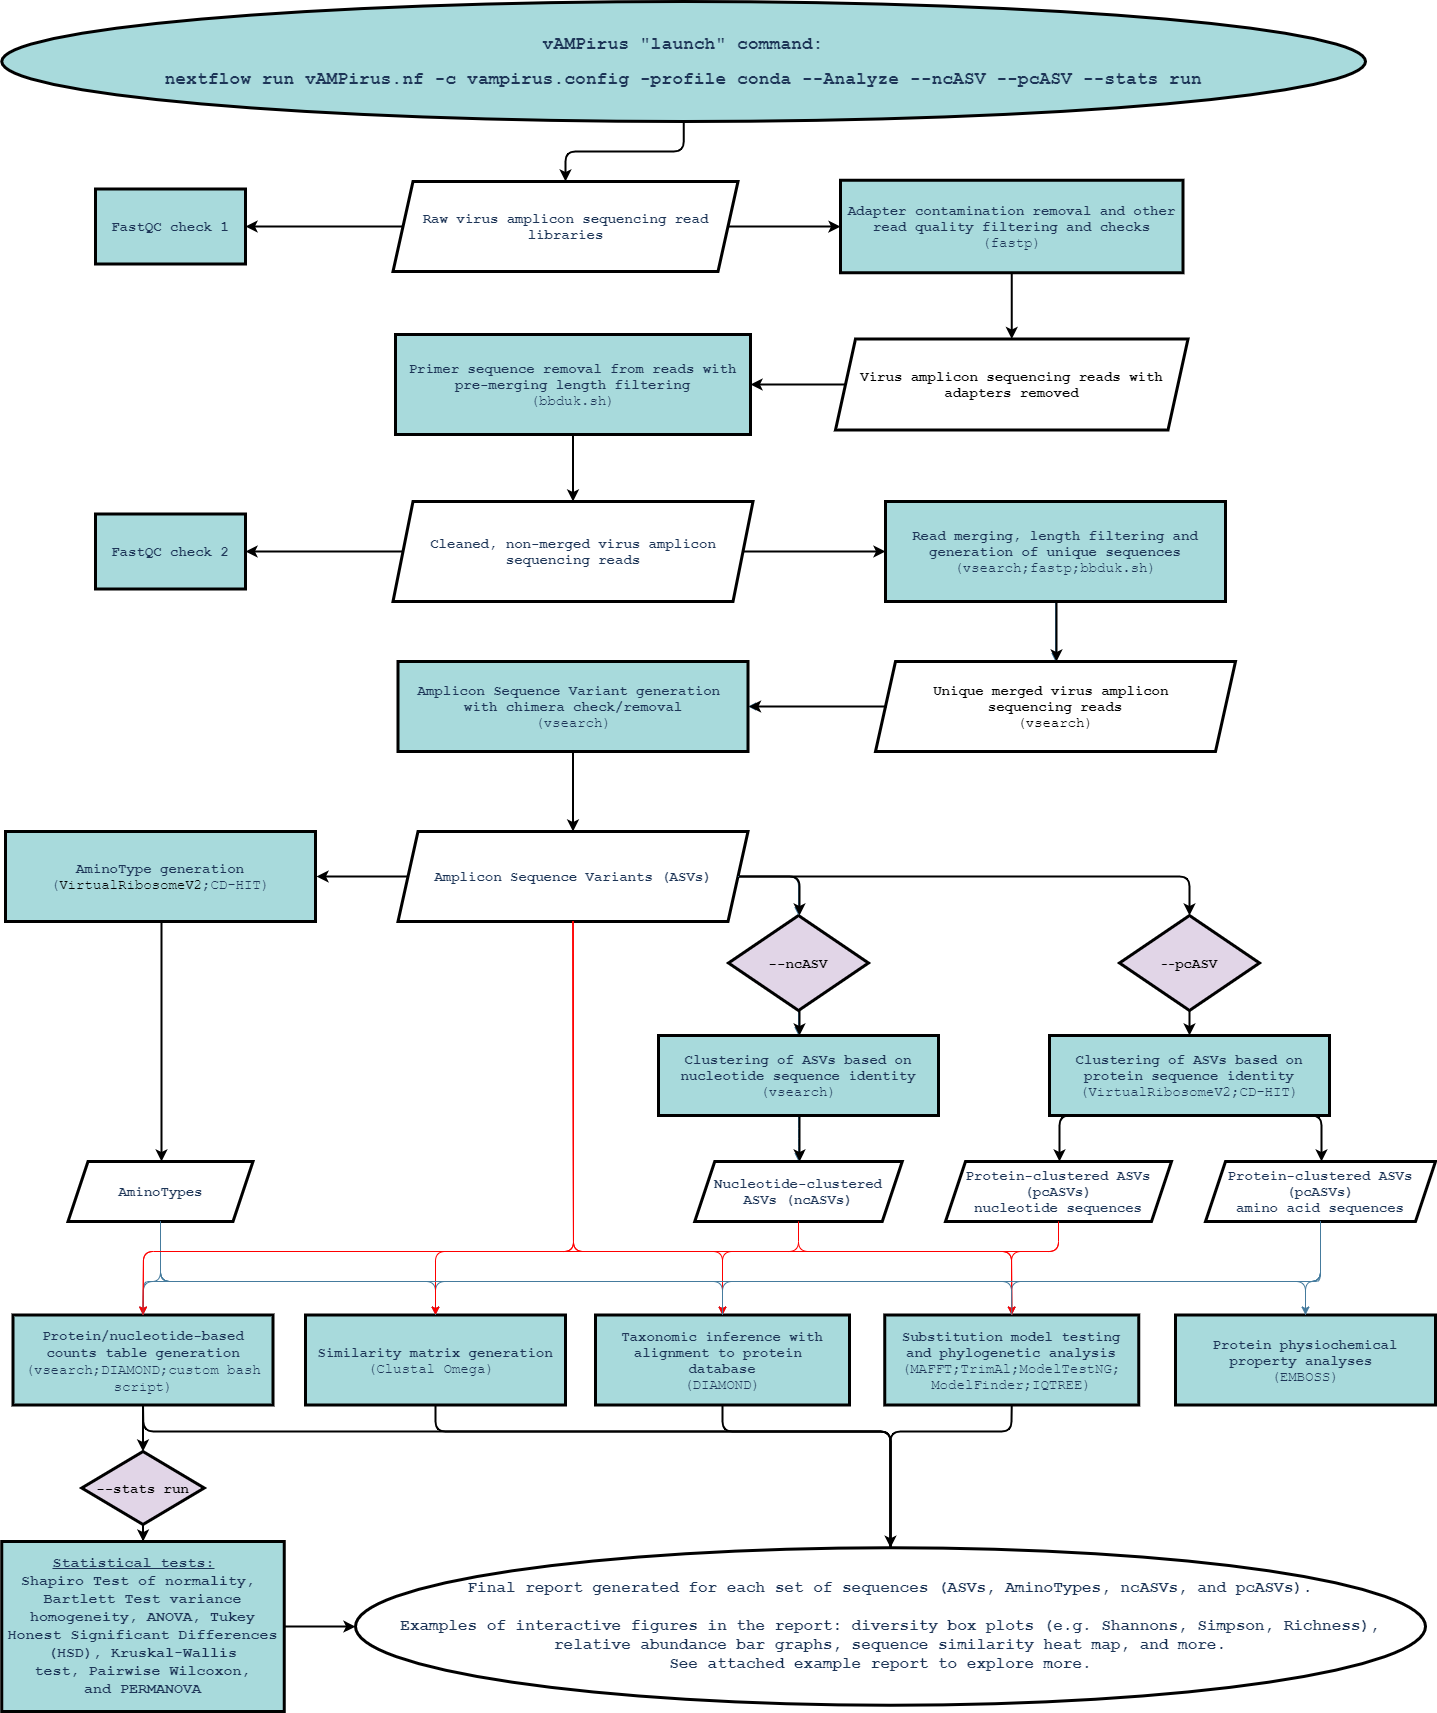 vAMPirus "launch" command:
nextflow run vAMPirus.nf -c vampirus.config -profile conda --Analyze --ncASV --pcASV --stats run
FastQC check 1
Raw virus amplicon sequencing read
libraries
Adapter contamination removal and other
read quality filtering and checks
(fastp)
Primer sequence removal from reads with
pre-merging length filtering
(bbduk.sh)
Virus amplicon sequencing reads with
adapters removed
FastQC check 2
Cleaned, non-merged virus amplicon
sequencing reads
Read merging, length filtering and
generation of unique sequences
(vsearch;fastp;bbduk.sh)
Amplicon Sequence Variant generation
with chimera check/removal
(vsearch)
Unique merged virus amplicon
sequencing reads
(vsearch)
AminoType generation
(VirtualRibosomeV2;CD-HIT)
Amplicon Sequence Variants (ASVs)
--ncASV
--pcASV
Clustering of ASVs based on
nucleotide sequence identity
(vsearch)
Clustering of ASVs based on
protein sequence identity
(VirtualRibosomeV2;CD-HIT)
AminoTypes
Nucleotide-clustered
ASVs (ncASVs)
Protein-clustered ASVs
(pcASVs)
nucleotide sequences
Protein-clustered ASVs
(pcASVs)
amino acid sequences
Protein/nucleotide-based
counts table generation
(vsearch;DIAMOND;custom bash
script)
Similarity matrix generation
(Clustal Omega)
Taxonomic inference with
alignment to protein
database
(DIAMOND)
Substitution model testing
and phylogenetic analysis
(MAFFT;TrimAl;ModelTestNG;
ModelFinder;IQTREE)
Protein physiochemical
property analyses
(EMBOSS)
--stats run
Statistical tests:
Shapiro Test of normality,
Bartlett Test variance
homogeneity, ANOVA, Tukey
Honest Significant Differences
(HSD), Kruskal-Wallis
test, Pairwise Wilcoxon,
and PERMANOVA
Final report generated for each set of sequences (ASVs, AminoTypes, ncASVs, and pcASVs).
Examples of interactive figures in the report: diversity box plots (e.g. Shannons, Simpson, Richness),
relative abundance bar graphs, sequence similarity heat map, and more.
See attached example report to explore more.